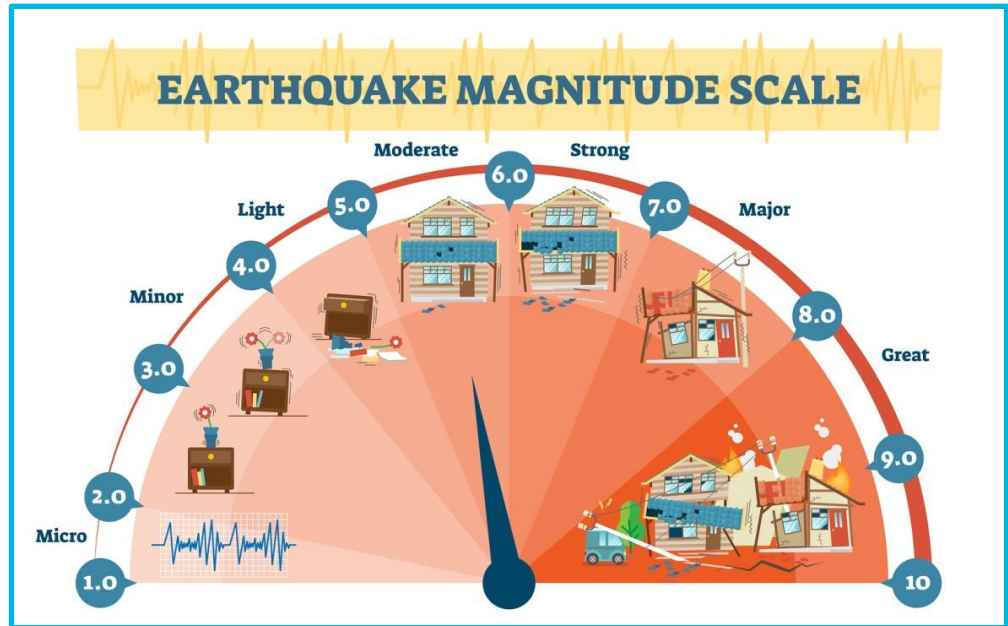 EARTHQUAKE MAGNITUDE SCALE
Micro
Minor
Light
Moderate
Strong
Major
Great
1.0
2.0
3.0
4.0
5.0
6.0
7.0
8.0
9.0
10